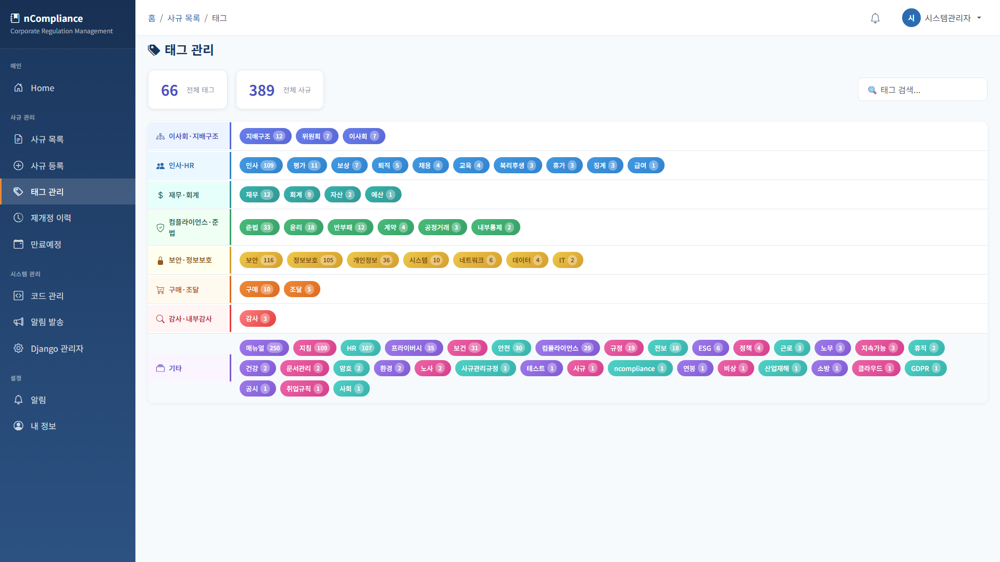 nCompliance
Corporate Regulation Management
메인
Home
사규 관리
사규 목록
사규 등록
태그 관리
제개정 이력
만료예정
시스템 관리
코드 관리
알림 발송
Django 관리자
설정
알림
내 정보
홈 / 사규 목록 / 태그
시 시스템관리자
태그 관리
66 전체 태그
389 전체 사규
태그 검색...
이사회·지배구조
지배구조 12 위원회 7 이사회 7
인사·HR
인사 109 평가 11 보상 7 퇴직 5 채용 4 교육 4 복리후생 3 휴가 3 징계 3 급여 1
재무·회계
재무 12 회계 9 자산 2 예산 1
컴플라이언스·준
법
준법 33 윤리 18 반부패 12 계약 4 공정거래 3 내부통제 2
보안·정보보호
보안 116 정보보호 105 개인정보 36 시스템 10 네트워크 6 데이터 4 IT 2
구매·조달
구매 10 조달 5
감사·내부감사
감사 3
기타
매뉴얼 250 지침 109 HR 107 프라이버시 35 보건 31 안전 30 컴플라이언스 29 규정 19 전보 18 ESG 6 정책 4 근로 3 노무 3 지속가능 3 휴직 2
건강 2 문서관리 2 암호 2 환경 2 노사 2 사규관리규정 1 테스트 1 사규 1 ncompliance 1 연봉 1 비상 1 산업재해 1 소방 1 클라우드 1 GDPR 1
공시 1 취업규칙 1 사회 1